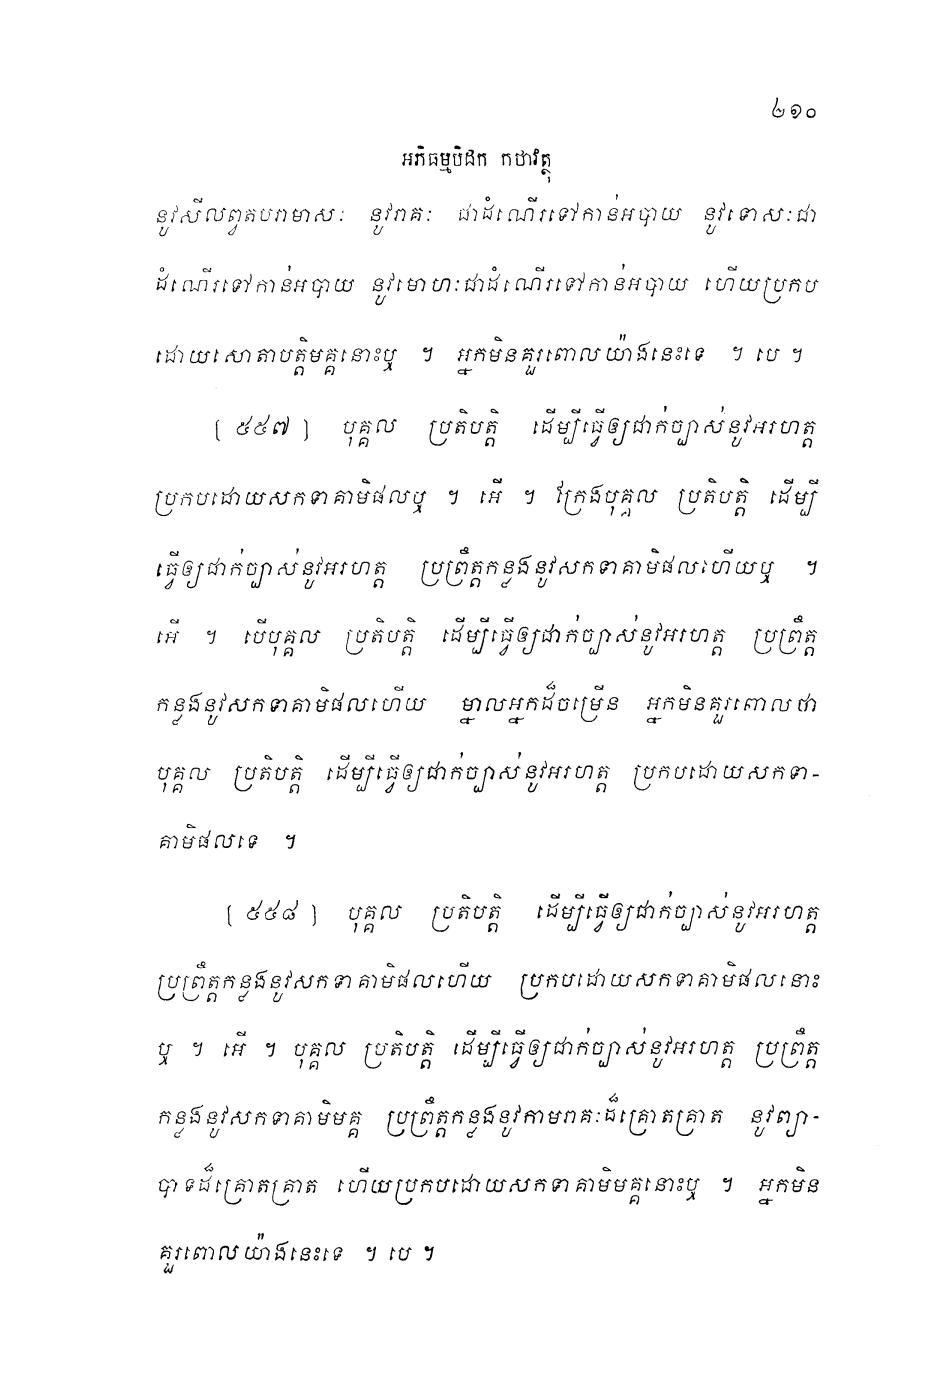 ២១០
អភិធម្មបិដក កថាវត្ថុ
នូវសីលព្វតបរាមាសៈ នូវរាគៈ ជាដំណើរទៅកាន់អបាយ នូវទោសៈជា
ដំណើរទៅកាន់អបាយ នូវមោហៈជាដំណើរទៅកាន់អបាយ ហើយប្រកប
ដោយសោតាបត្តិមគ្គនោះឬ ។ អ្នកមិនគួរពោលយ៉ាងនេះទេ ។ បេ ។
[ ៥៥៧ ] បុគ្គល ប្រតិបត្តិ ដើម្បីធ្វើឲ្យជាក់ច្បាស់នូវអរហត្ត
ប្រកបដោយសកទាគាមិផលឬ ។ អើ ។ ក្រែងបុគ្គល ប្រតិបត្តិ ដើម្បី
ធ្វើឲ្យជាក់ច្បាស់នូវអរហត្ត ប្រព្រឹត្តកន្លងនូវសកទាគាមិផលហើយឬ ។
អើ ។ បើបុគ្គល ប្រតិបត្តិ ដើម្បីធ្វើឲ្យជាក់ច្បាស់នូវអរហត្ត ប្រព្រឹត្ត
កន្លងនូវសកទាគាមិផលហើយ ម្នាលអ្នកដ៏ចម្រើន អ្នកមិនគួរពោលថា
បុគ្គល ប្រតិបត្តិ ដើម្បីធ្វើឲ្យជាក់ច្បាស់នូវអរហត្ត ប្រកបដោយសកទា-
គាមិផលទេ ។
[ ៥៥៨ ] បុគ្គល ប្រតិបត្តិ ដើម្បីធ្វើឲ្យជាក់ច្បាស់នូវអរហត្ត
ប្រព្រឹត្តកន្លងនូវសកទាគាមិផលហើយ ប្រកបដោយសកទាគាមិផលនោះ
ឬ ។ អើ ។ បុគ្គល ប្រតិបត្តិ ដើម្បីធ្វើឲ្យជាក់ច្បាស់នូវអរហត្ត ប្រព្រឹត្ត
កន្លងនូវសកទាគាមិមគ្គ ប្រព្រឹត្តកន្លងនូវកាមរាគៈដ៏គ្រោតគ្រាត នូវព្យា-
បាទដ៏គ្រោតគ្រាត ហើយប្រកបដោយសកទាគាមិមគ្គនោះឬ ។ អ្នកមិន
គួរពោលយ៉ាងនេះទេ ។ បេ ។